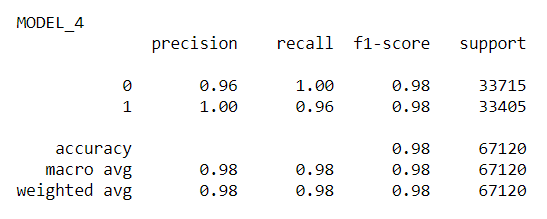 MODEL_4
precision recall f1-score support
0 0.96 1.00 0.98 33715
1 1.00 0.96 0.98 33405
accuracy 0.98 67120
macro avg 0.98 0.98 0.98 67120
weighted avg 0.98 0.98 0.98 67120